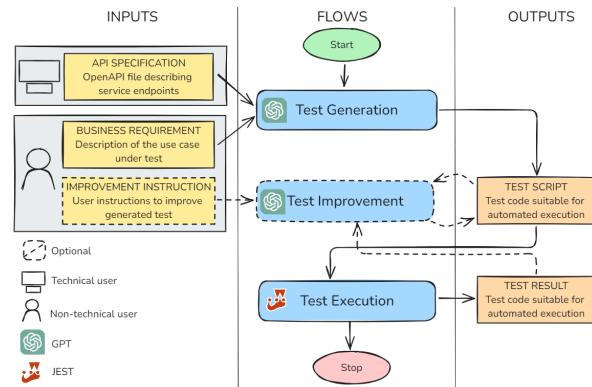 INPUTS
FLOWS
OUTPUTS
Start
API SPECIFICATION
OpenAPI file describing
service endpoints
Test Generation
BUSINESS REQUIREMENT
Description of the use case
under test
IMPROVEMENT INSTRUCTION
User instructions to improve
generated test
Test Improvement
TEST SCRIPT
Test code suitable for
automated execution
Optional
Technical user
Non-technical user
GPT
JEST
Test Execution
TEST RESULT
Test code suitable for
automated execution
Stop